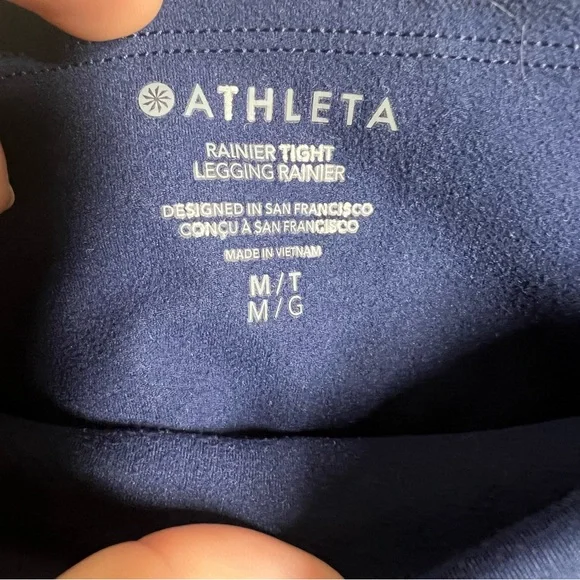 ATHLETA
RAINIER TIGHT
LEGGING RAINIER
DESIGNED IN SAN FRANCISCO
CONÇU À SAN FRANCISCO
MADE IN VIETNAM
M/T
M/G